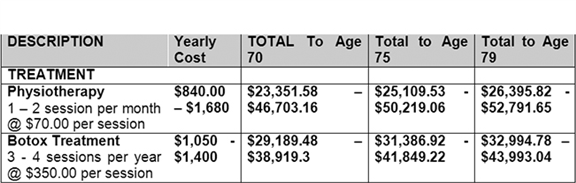 DESCRIPTION Yearly Cost TOTAL To Age 70 Total to Age 75 Total to Age 79
TREATMENT
Physiotherapy $840.00 $23,351.58 – $25,109.53 - $26,395.82 -
1 – 2 session per month – $1,680 $46,703.16 $50,219.06 $52,791.65
@ $70.00 per session
Botox Treatment $1,050 - $29,189.48 – $31,386.92 - $32,994.78 –
3 - 4 sessions per year $1,400 $38,919.3 $41,849.22 $43,993.04
@ $350.00 per session